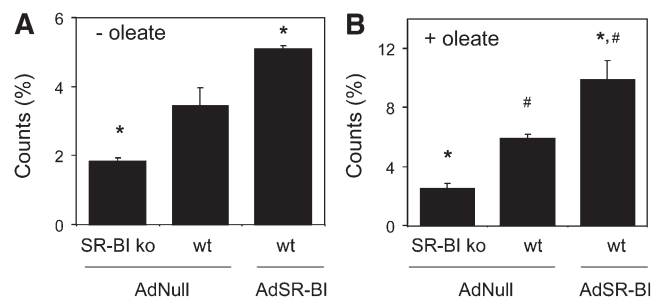 A
- oleate
6
4
2
0
Counts (%)
*
*
SR-BI ko
wt
wt
AdNull
AdSR-BI
B
+ oleate
12
8
4
0
Counts (%)
*
#
*,#
SR-BI ko
wt
wt
AdNull
AdSR-BI